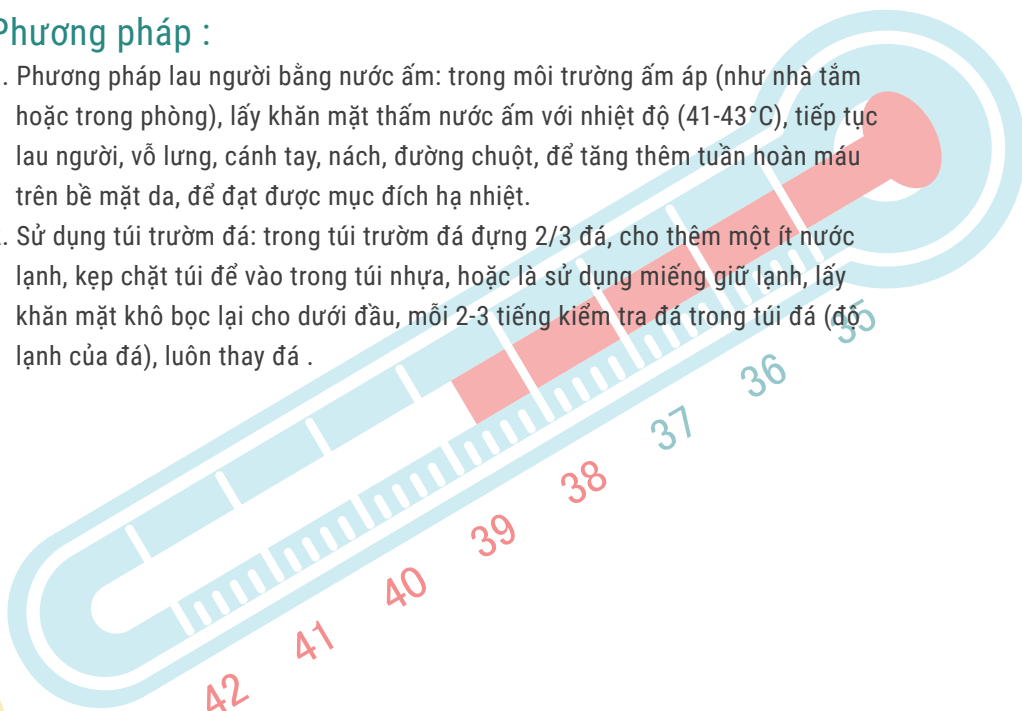 Phương pháp :
. Phương pháp lau người bằng nước ấm: trong môi trường ấm áp (như nhà tắm
hoặc trong phòng), lấy khăn mặt thấm nước ấm với nhiệt độ (41-43°C), tiếp tục
lau người, vỗ lưng, cánh tay, nách, đường chuột, để tăng thêm tuần hoàn máu
trên bề mặt da, để đạt được mục đích hạ nhiệt.
. Sử dụng túi trườm đá: trong túi trườm đá đựng 2/3 đá, cho thêm một ít nước
lạnh, kẹp chặt túi để vào trong túi nhựa, hoặc là sử dụng miếng giữ lạnh, lấy
khăn mặt khô bọc lại cho dưới đầu, mỗi 2-3 tiếng kiểm tra đá trong túi đá (độ
lạnh của đá), luôn thay đá .
35
36
37
38
39
40
41
42